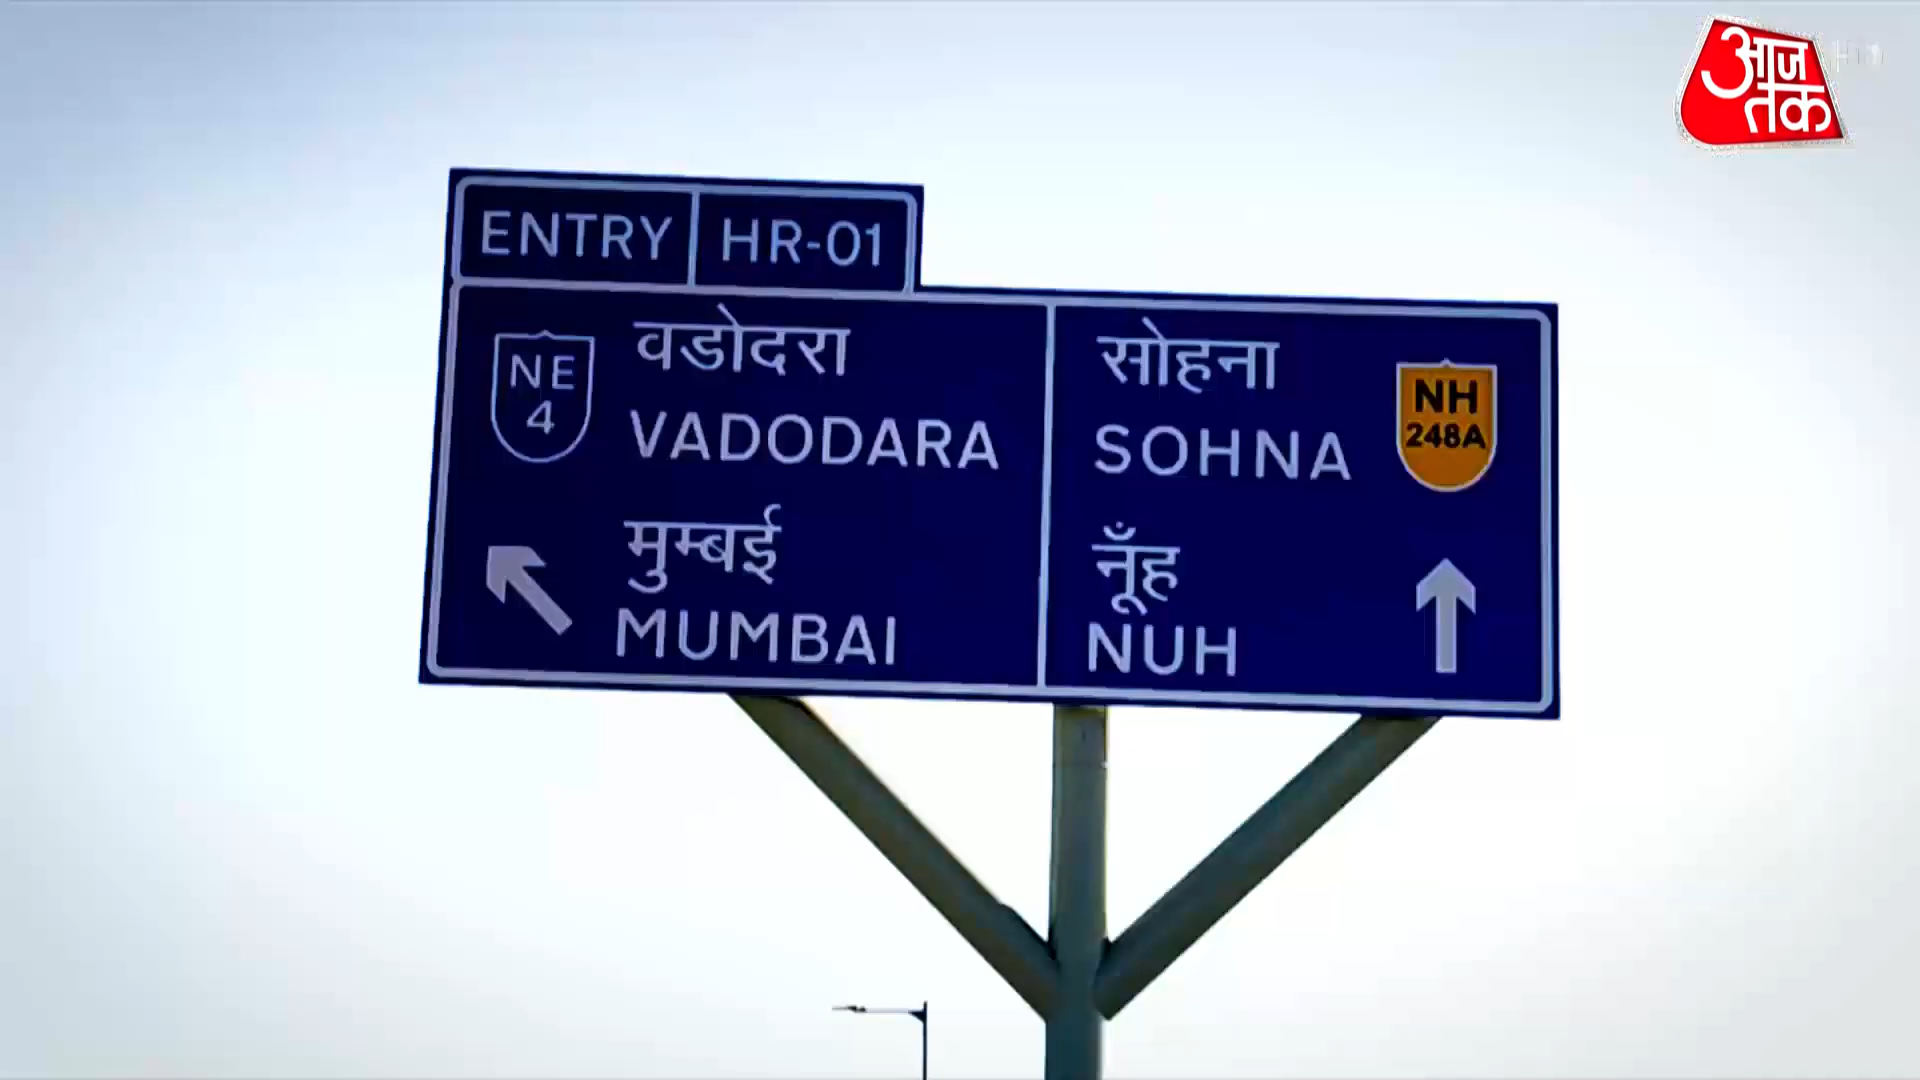 आज
तक
ENTRY HR-01
NE
4
वडोदरा
VADODARA
मुम्बई
MUMBAI
सोहना
SOHNA
NH
248A
नूँह
NUH